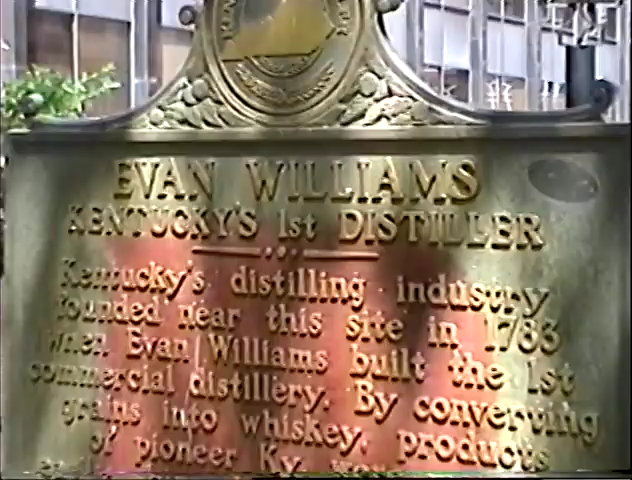 EVAN WILLIAMS
KENTUCKY'S 1st DISTILLER
Kentucky's distilling industry
founded near this site in 1783
when Evan Williams built the 1st
commercial distillery. By converving
grains into whiskey, products
of pioneer Ky.